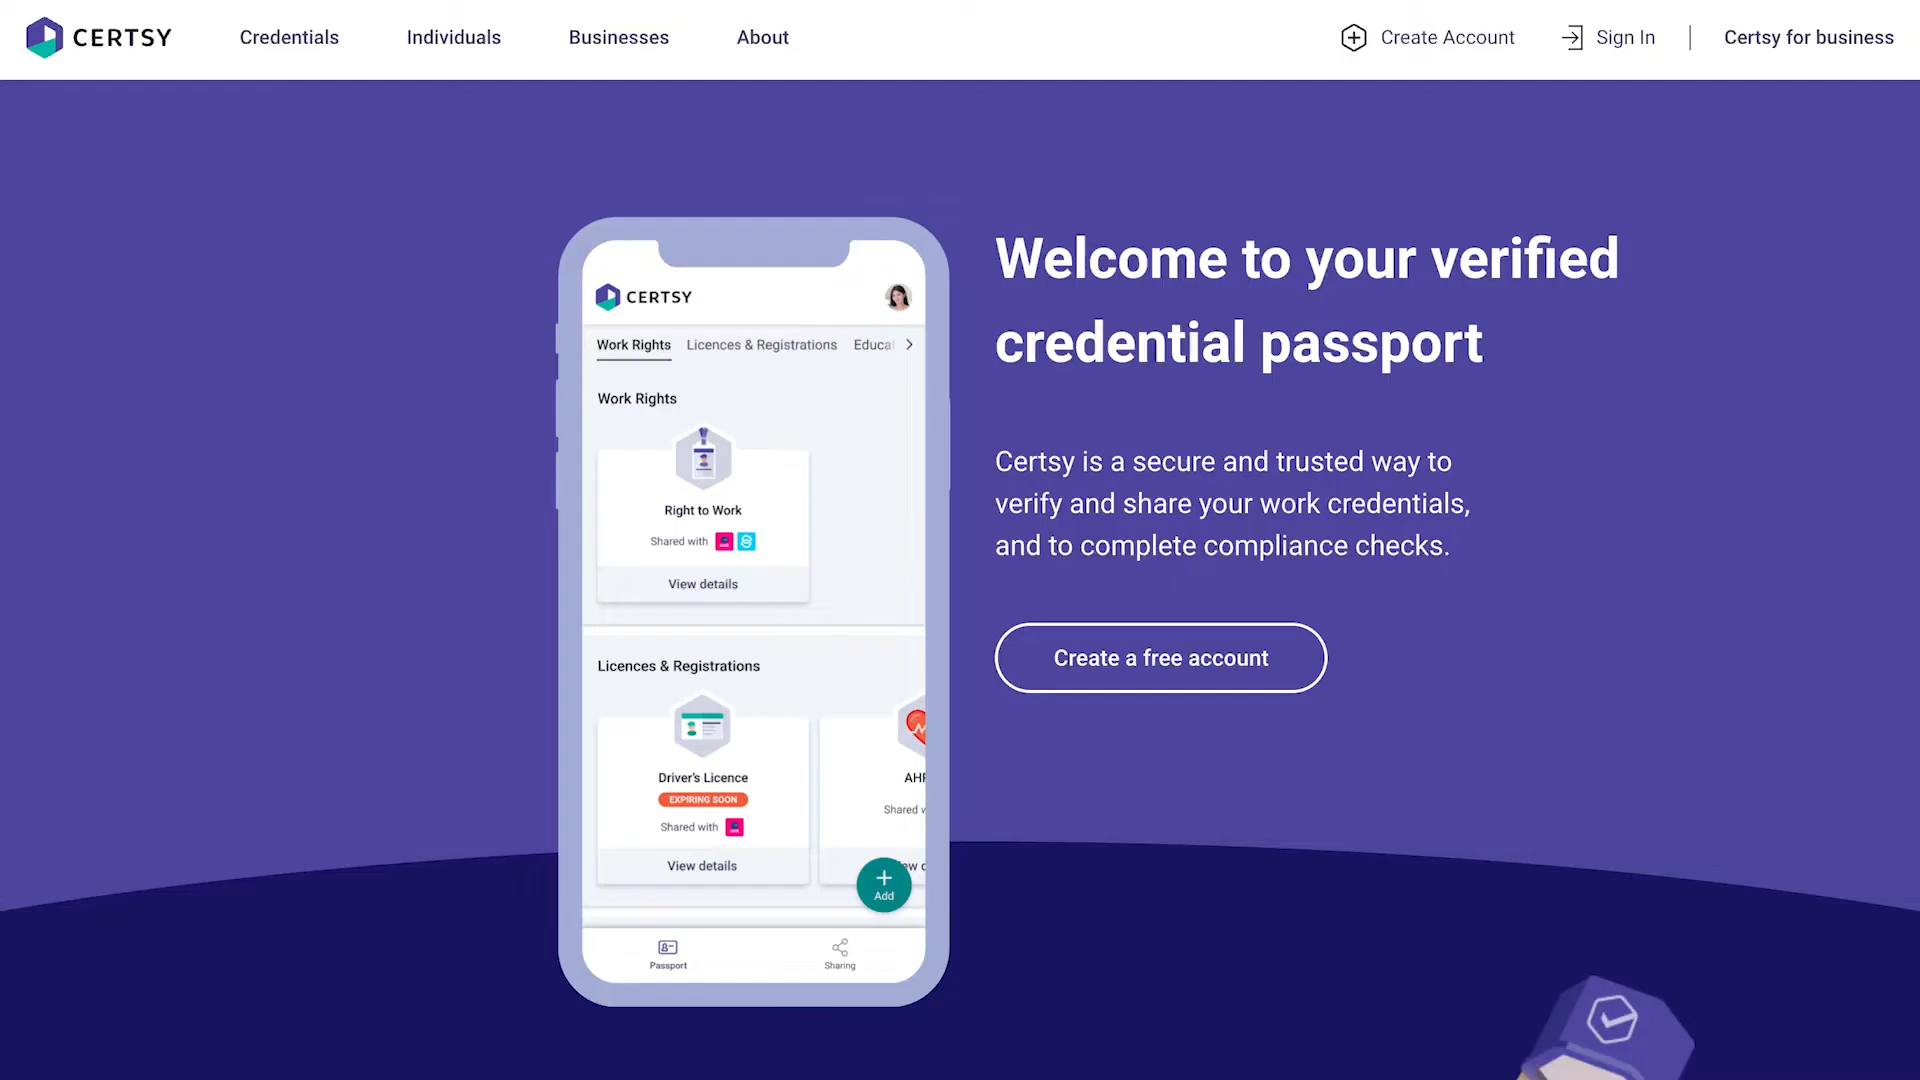 CERTSY
Credentials
Individuals
Businesses
About
Create Account
Sign In
Certsy for business
CERTSY
Work Rights
Licences & Registrations
Work Rights
Right to Work
Shared with
View details
Licences & Registrations
Driver's Licence
EXPIRING SOON
Shared with
View details
Shared
Add
Passport
Sharing
Welcome to your verified
credential passport
Certsy is a secure and trusted way to
verify and share your work credentials,
and to complete compliance checks.
Create a free account